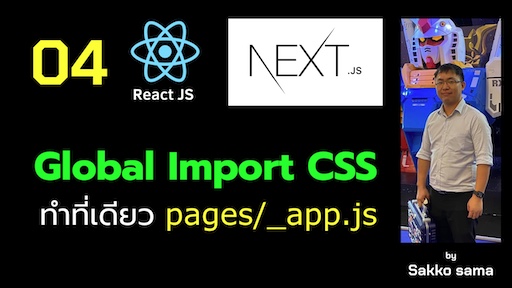 04
React JS
NEXT.JS
RX
Global Import CSS
ทำที่เดียว pages/_app.js
by
Sakko sama